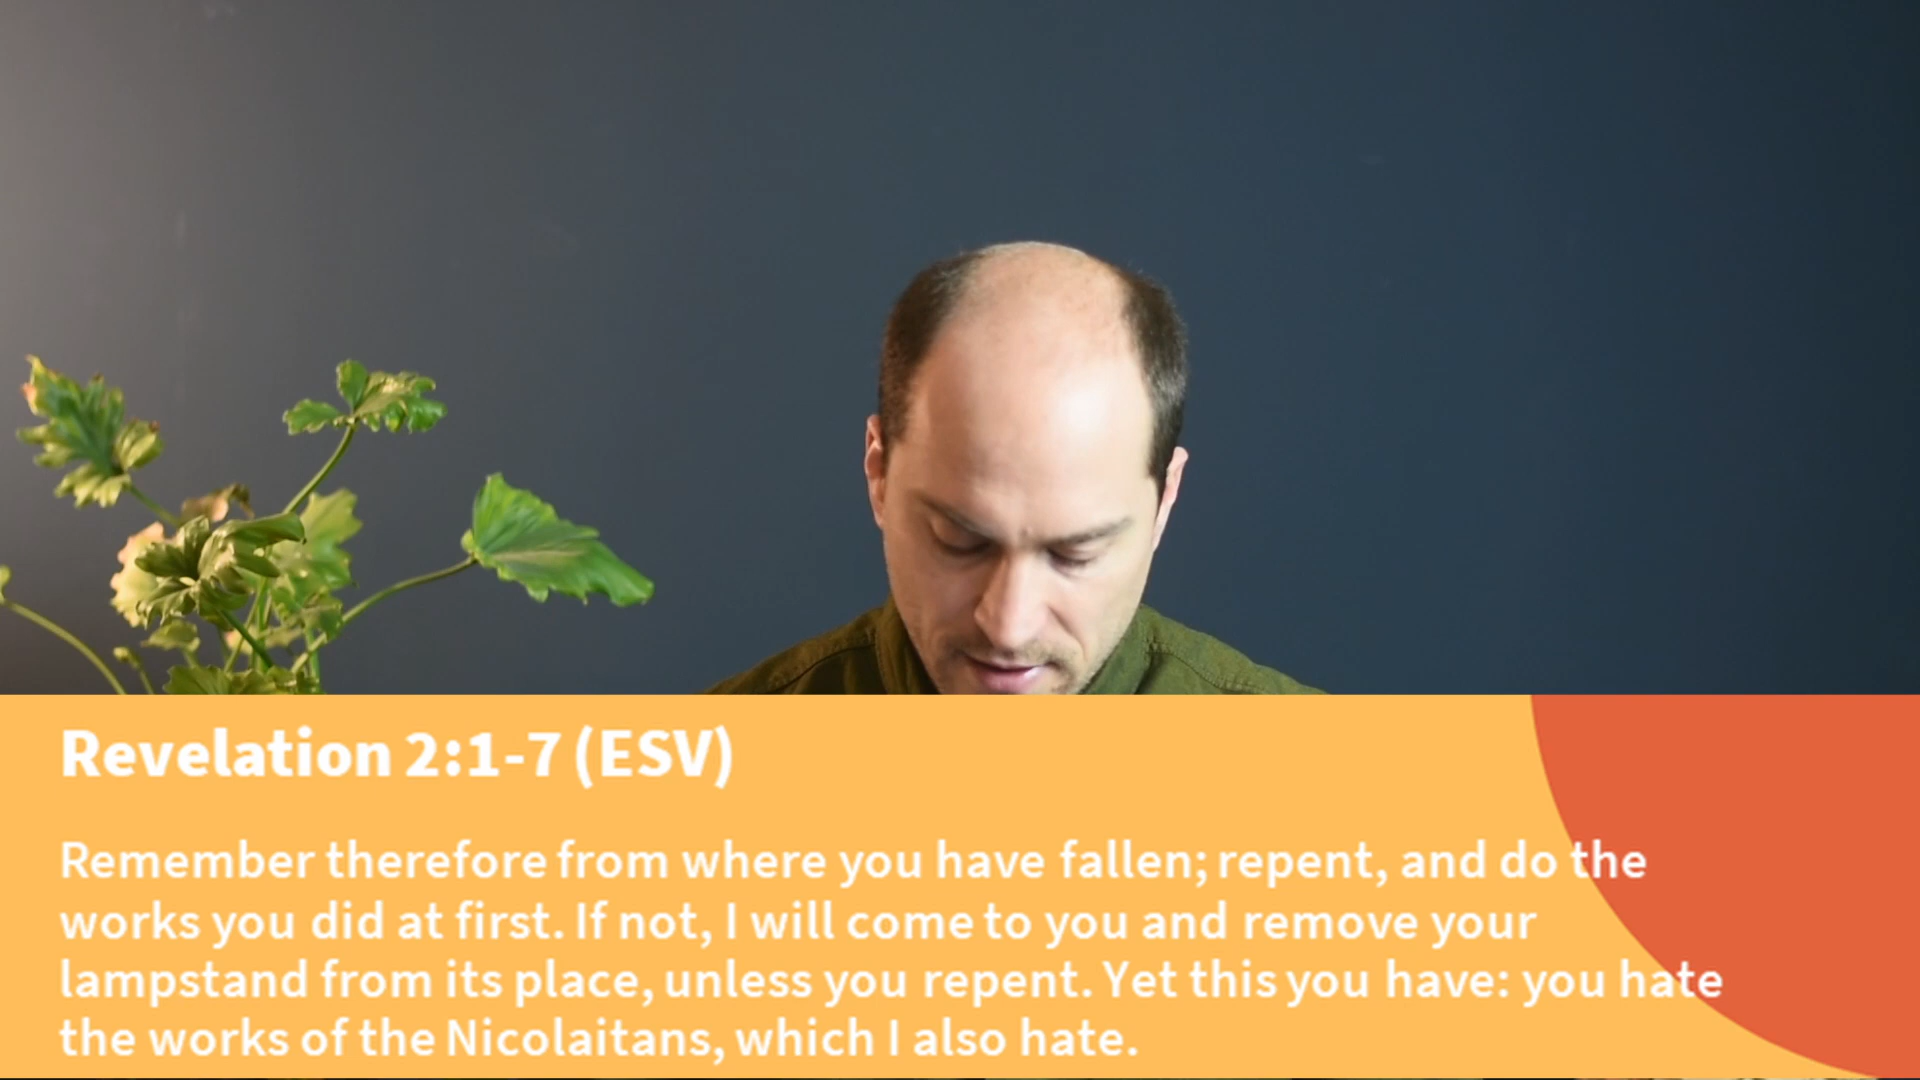 Revelation 2:1-7 (ESV)
Remember therefore from where you have fallen; repent, and do the
works you did at first. If not, I will come to you and remove your
lampstand from its place, unless you repent. Yet this you have: you hate
the works of the Nicolaitans, which I also hate.